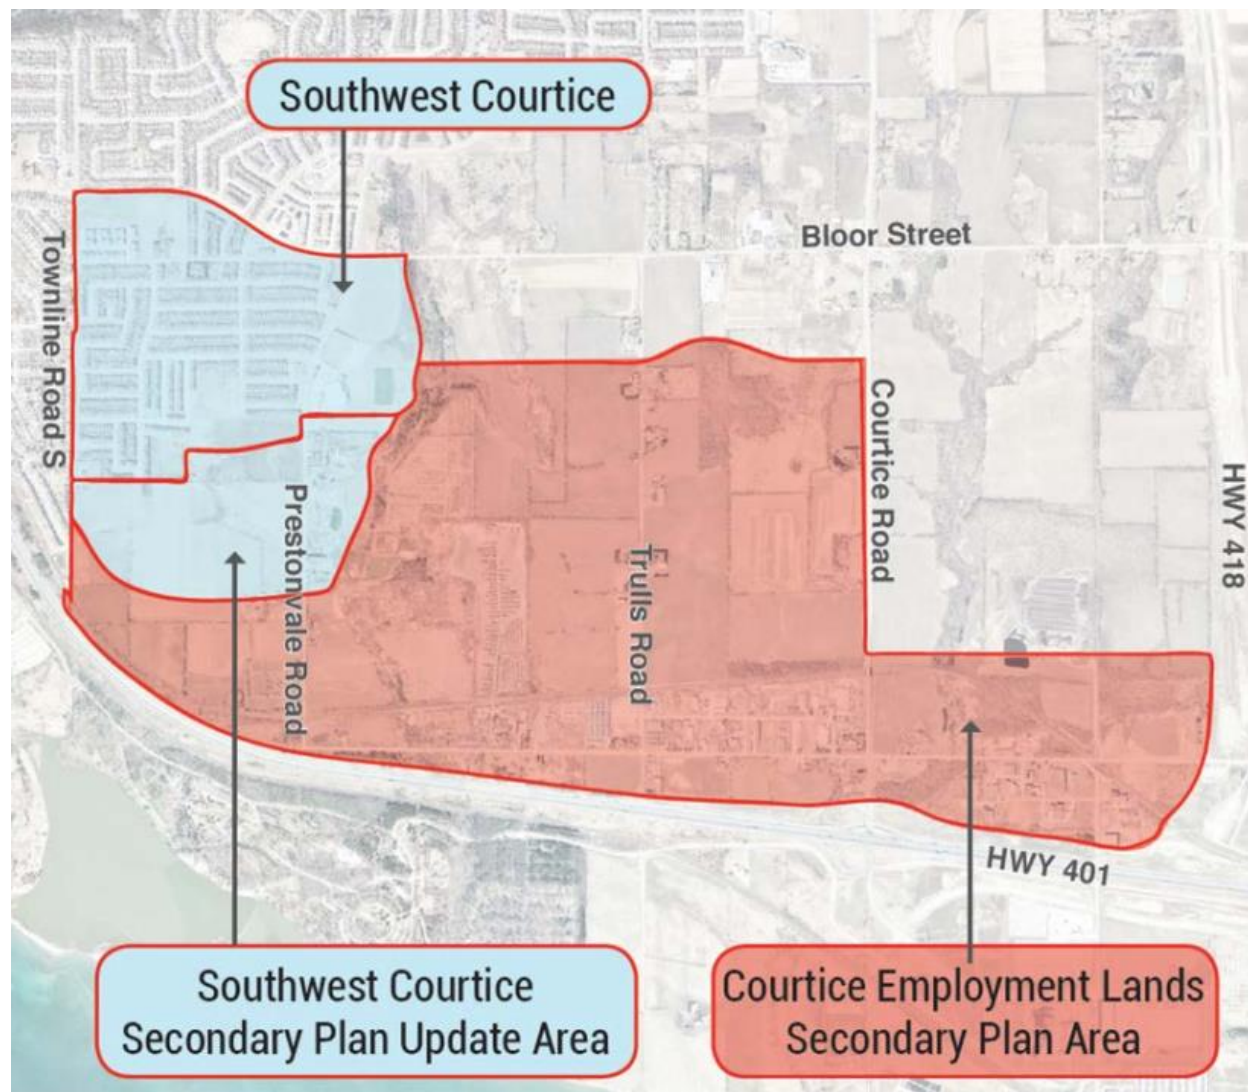 Southwest Courtice
Bloor Street
Townline Road S
Courtice Road
HWY 418
Prestonvale Road
Trulls Road
HWY 401
Southwest Courtice
Secondary Plan Update Area
Courtice Employment Lands
Secondary Plan Area